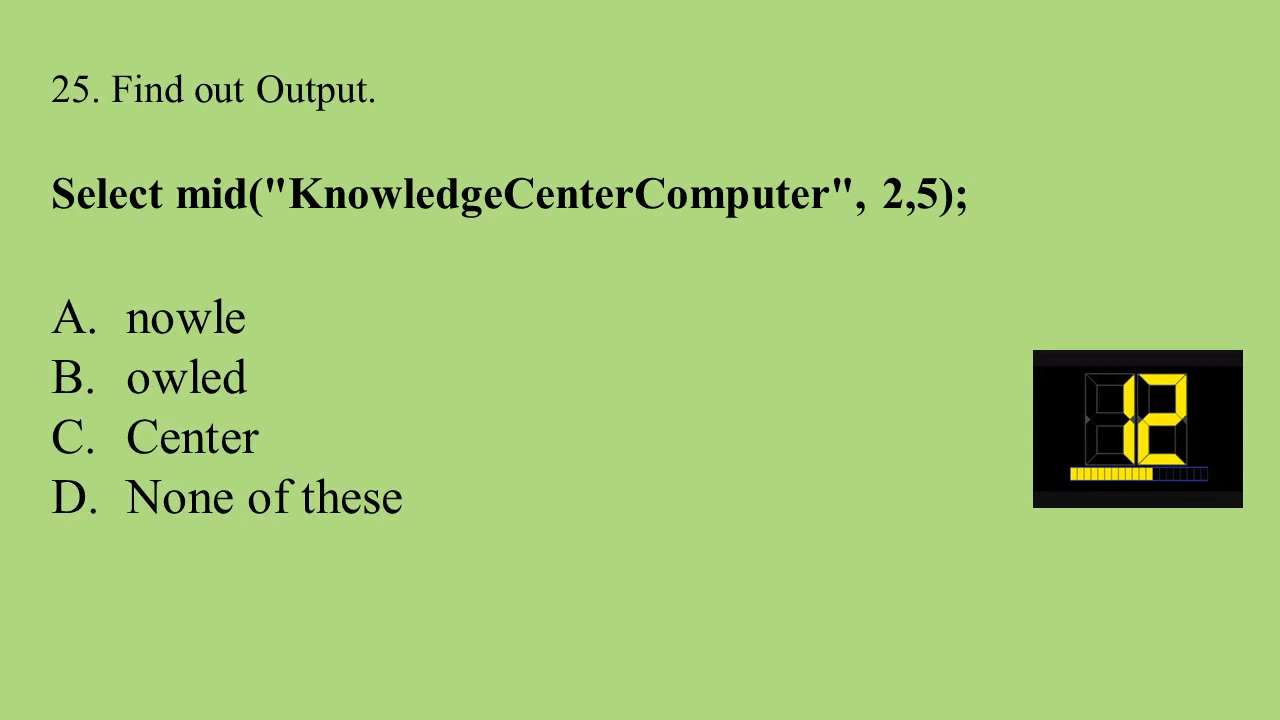 25. Find out Output.
Select mid("KnowledgeCenterComputer", 2,5);
A. nowle
B. owled
C. Center
D. None of these
12